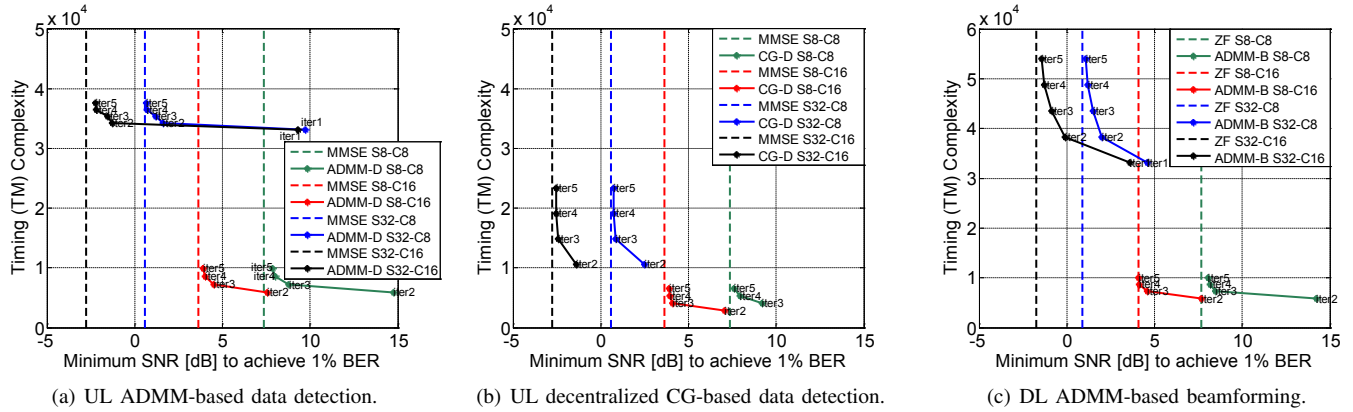 5 x 10^4
4
3
2
1
0
Timing (TM) Complexity
-5 0 5 10 15
Minimum SNR [dB] to achieve 1% BER
iter5
iter4
iter3
iter2
iter5
iter4
iter3
iter2
iter1
iter1
MMSE S8-C8
ADMM-D S8-C8
MMSE S8-C16
ADMM-D S8-C16
MMSE S32-C8
ADMM-D S32-C8
MMSE S32-C16
ADMM-D S32-C16
iter5
iter4
iter3
iter2
iter5
iter4
iter3
iter2
(a) UL ADMM-based data detection.
5 x 10^4
4
3
2
1
0
Timing (TM) Complexity
-5 0 5 10 15
Minimum SNR [dB] to achieve 1% BER
MMSE S8-C8
CG-D S8-C8
MMSE S8-C16
CG-D S8-C16
MMSE S32-C8
CG-D S32-C8
MMSE S32-C16
CG-D S32-C16
iter5
iter4
iter3
iter2
iter5
iter4
iter3
iter2
iter5
iter4
iter3
iter2
iter5
iter4
iter3
(b) UL decentralized CG-based data detection.
6 x 10^4
5
4
3
2
1
0
Timing (TM) Complexity
-5 0 5 10 15
Minimum SNR [dB] to achieve 1% BER
ZF S8-C8
ADMM-B S8-C8
ZF S8-C16
ADMM-B S8-C16
ZF S32-C8
ADMM-B S32-C8
ZF S32-C16
ADMM-B S32-C16
iter5
iter4
iter3
iter2
iter1
iter5
iter4
iter3
iter2
iter1
iter5
iter4
iter3
iter2
iter5
iter4
iter3
iter2
(c) DL ADMM-based beamforming.